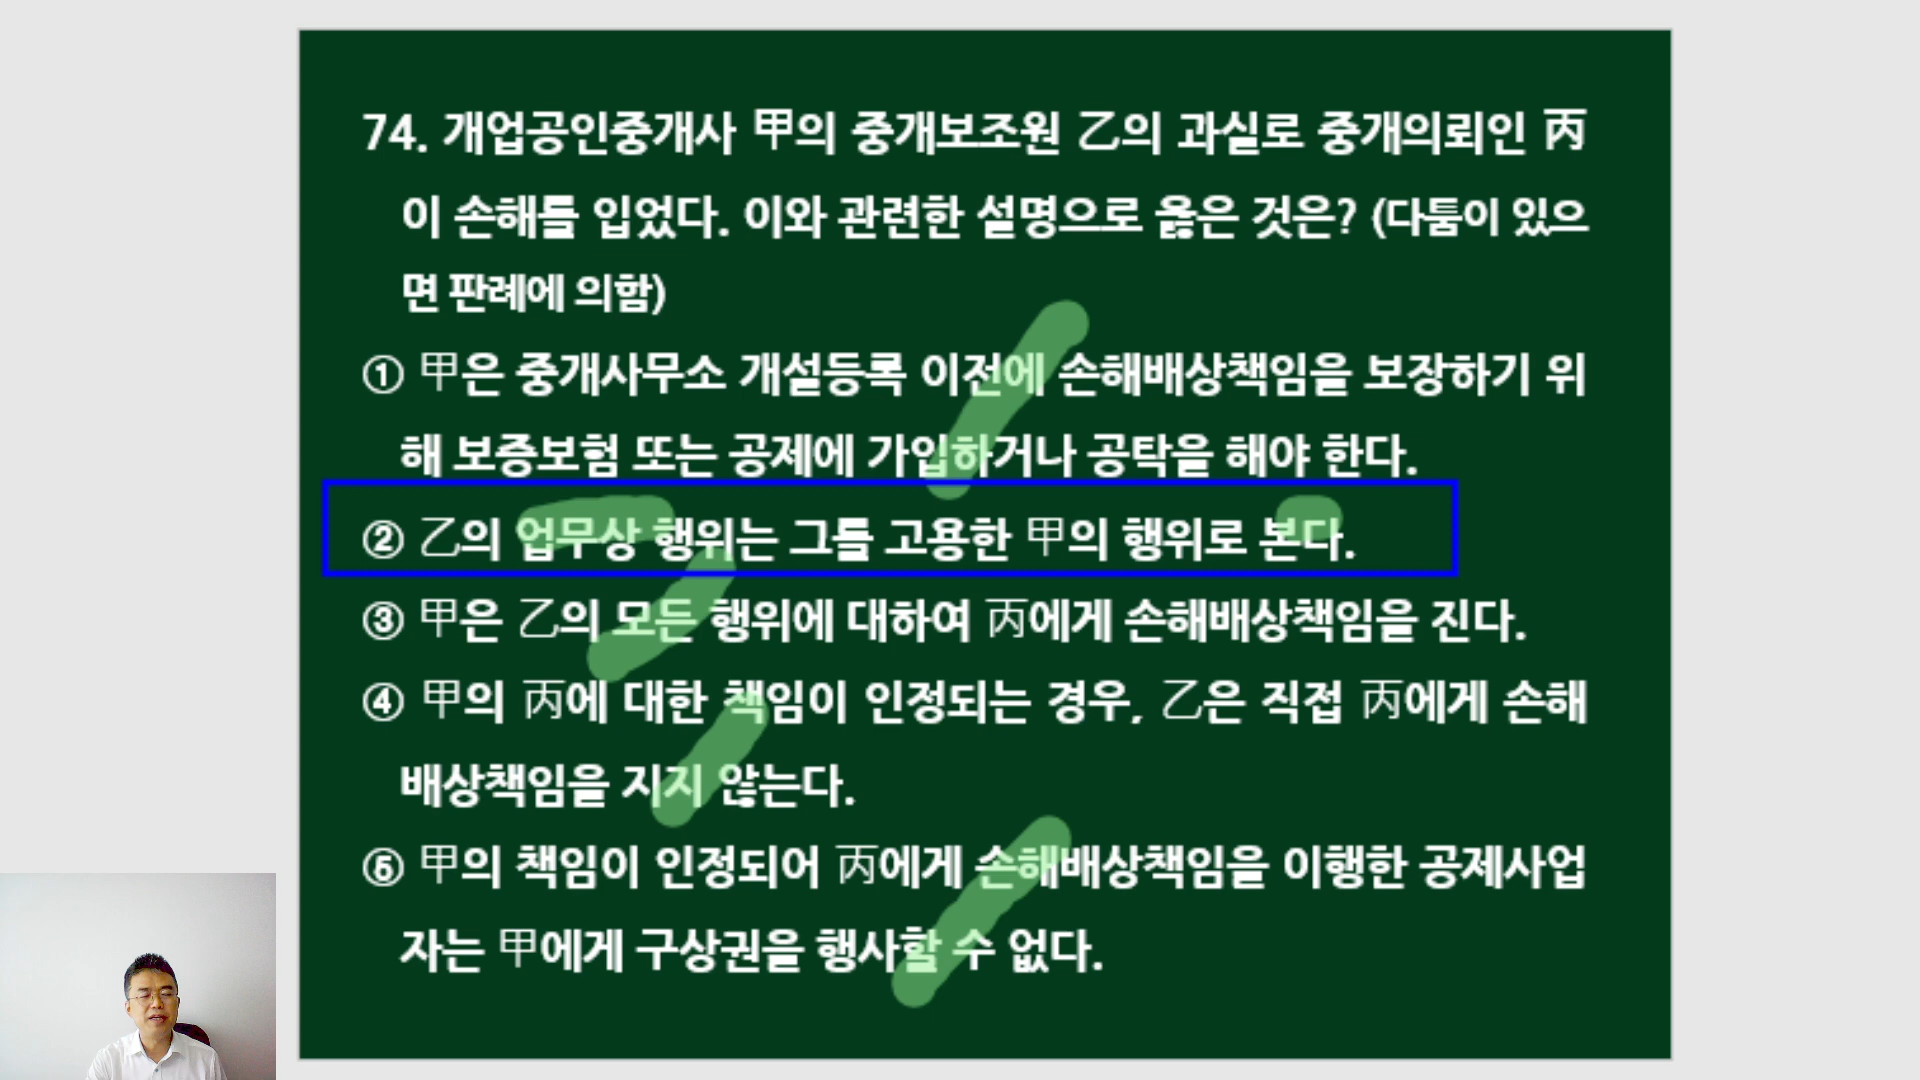 74. 개업공인중개사 甲의 중개보조원 乙의 과실로 중개의뢰인 丙
이 손해를 입었다. 이와 관련한 설명으로 옳은 것은? (다툼이 있으
면 판례에 의함)
① 甲은 중개사무소 개설등록 이전에 손해배상책임을 보장하기 위
해 보증보험 또는 공제에 가입하거나 공탁을 해야 한다.
② 乙의 업무상 행위는 그를 고용한 甲의 행위로 본다.
③ 甲은 乙의 모든 행위에 대하여 丙에게 손해배상책임을 진다.
④ 甲의 丙에 대한 책임이 인정되는 경우, 乙은 직접 丙에게 손해
배상책임을 지지 않는다.
⑤ 甲의 책임이 인정되어 丙에게 손해배상책임을 이행한 공제사업
자는 甲에게 구상권을 행사할 수 없다.